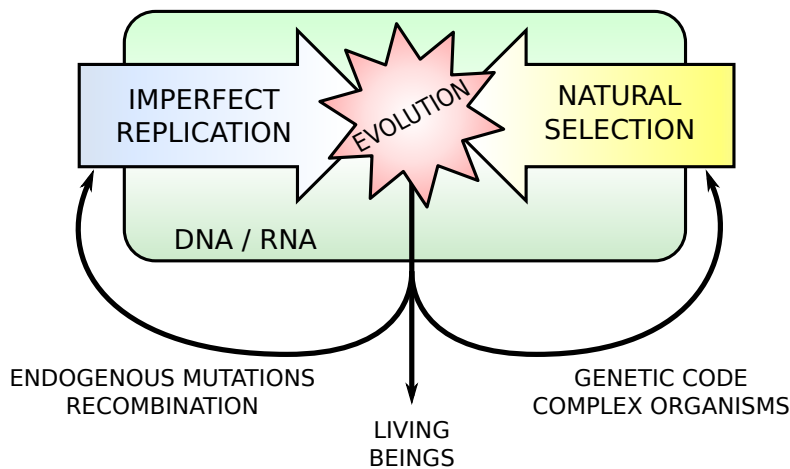 IMPERFECT
REPLICATION
EVOLUTION
NATURAL
SELECTION
DNA / RNA
ENDOGENOUS MUTATIONS
RECOMBINATION
GENETIC CODE
COMPLEX ORGANISMS
LIVING
BEINGS